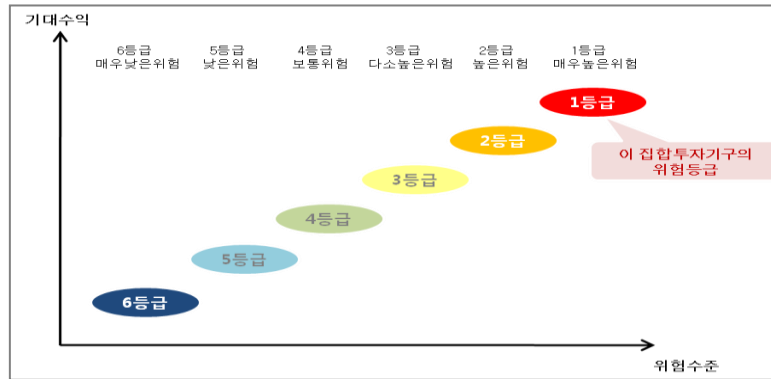 기대수익
6등급 5등급 4등급 3등급 2등급 1등급
매우낮은위험 낮은위험 보통위험 다소높은위험 높은위험 매우높은위험
1등급
2등급
이 집합투자기구의
위험등급
3등급
4등급
5등급
6등급
위험수준